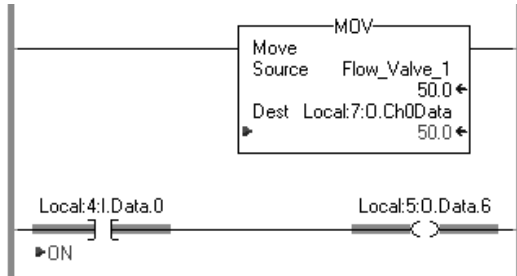 MOV
Move
Source Flow_Valve_1
50.0
Dest Local:7:O.Ch0Data
50.0
Local:4:I.Data.0 Local:5:O.Data.6
ON